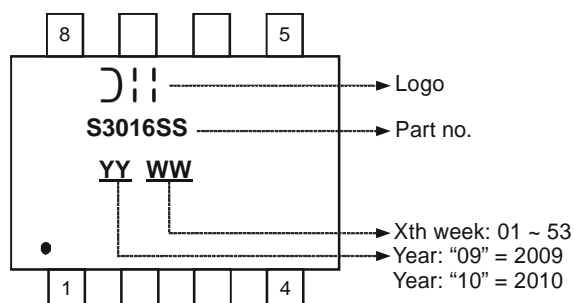 8 5
Logo
S3016SS Part no.
YY WW
Xth week: 01 ~ 53
Year: “09” = 2009
Year: “10” = 2010
1 4